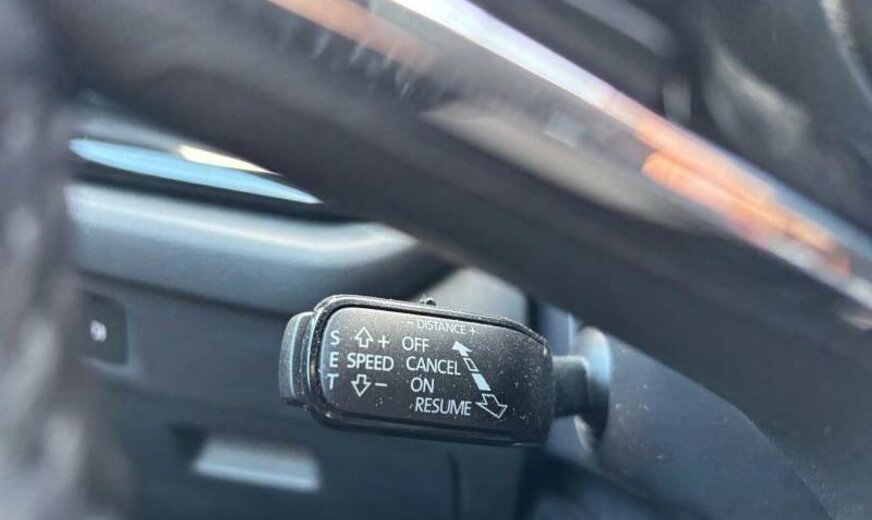 - DISTANCE +
S + OFF
E SPEED CANCEL
T - ON
RESUME